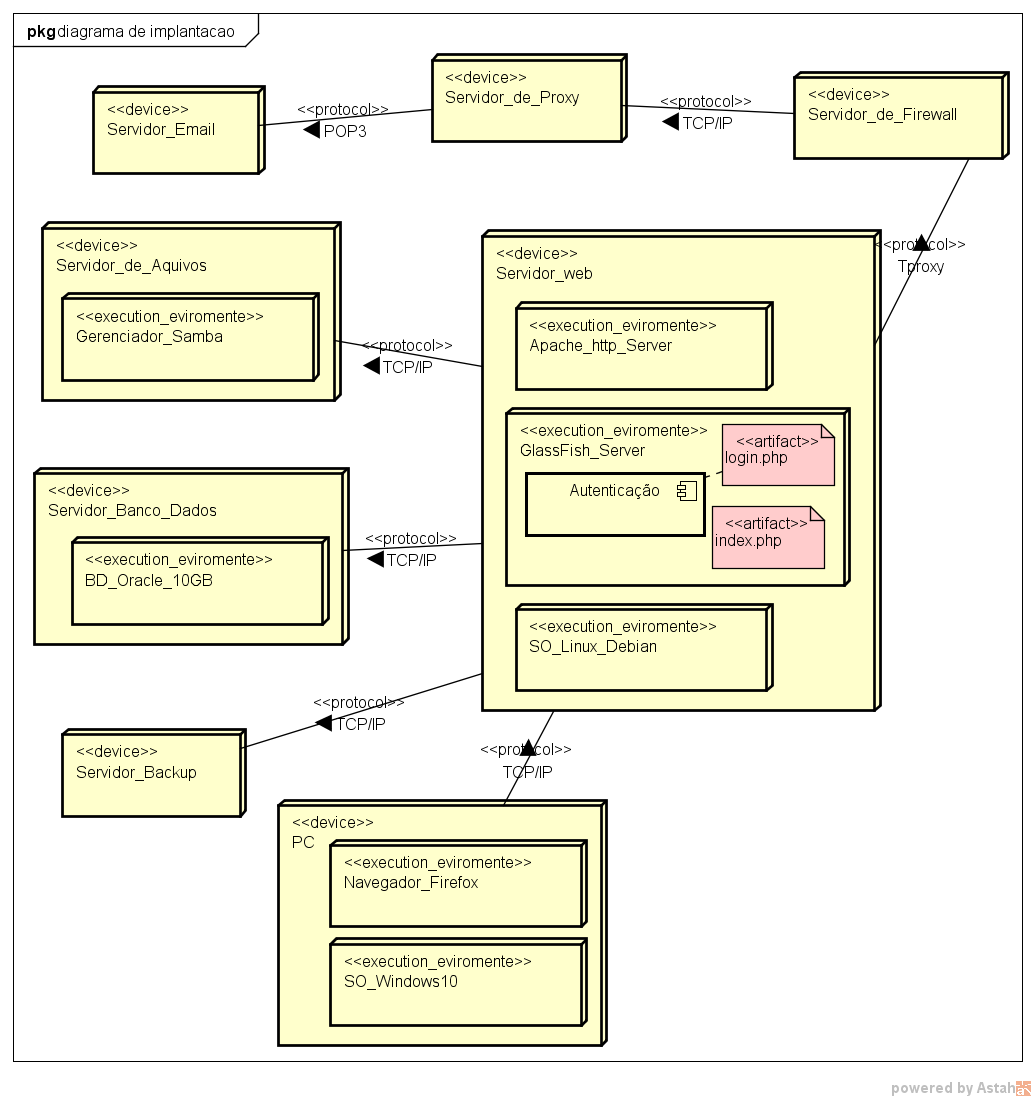 pkg diagrama de implantacao
<<device>>
Servidor_Email
<<protocol>>
POP3
<<device>>
Servidor_de_Proxy
<<protocol>>
TCP/IP
<<device>>
Servidor_de_Firewall
<<protocol>>
Tproxy
<<device>>
Servidor_de_Aquivos
<<execution_eviromente>>
Gerenciador_Samba
<<protocol>>
TCP/IP
<<device>>
Servidor_web
<<execution_eviromente>>
Apache_http_Server
<<execution_eviromente>>
GlassFish_Server
Autenticação
<<artifact>>
login.php
<<artifact>>
index.php
<<execution_eviromente>>
SO_Linux_Debian
<<device>>
Servidor_Banco_Dados
<<execution_eviromente>>
BD_Oracle_10GB
<<protocol>>
TCP/IP
<<protocol>>
TCP/IP
<<device>>
Servidor_Backup
<<protocol>>
TCP/IP
<<device>>
PC
<<execution_eviromente>>
Navegador_Firefox
<<execution_eviromente>>
SO_Windows10
powered by Astah